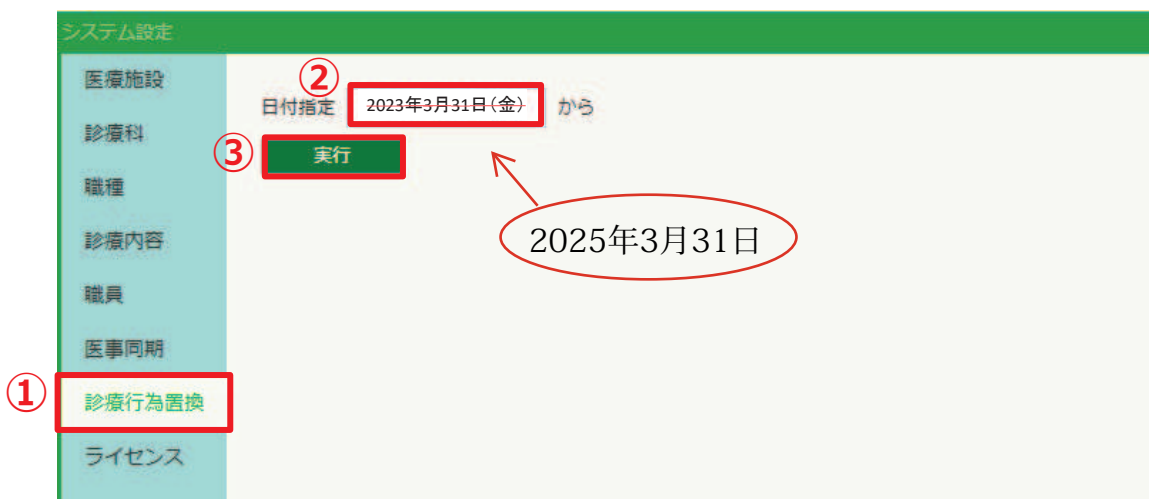 システム設定
医療施設
診療科
職種
診療内容
職員
医事同期
①
診療行為置換
ライセンス
②
日付指定 2023年3月31日(金) から
③
実行
2025年3月31日